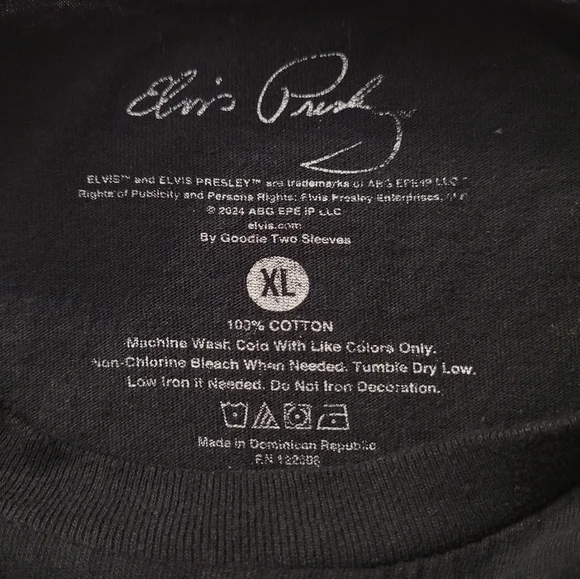 Elvis Presley
ELVIS™ and ELVIS PRESLEY™ are trademarks of ABG EPE IP LLC
Rights of Publicity and Persona Rights: Elvis Presley Enterprises, LLC
© 2024 ABG EPE IP LLC
elvis.com
By Goodie Two Sleeves
XL
100% COTTON
Machine Wash Cold With Like Colors Only.
Non-Chlorine Bleach When Needed. Tumble Dry Low.
Low Iron if Needed. Do Not Iron Decoration.
Made in Dominican Republic